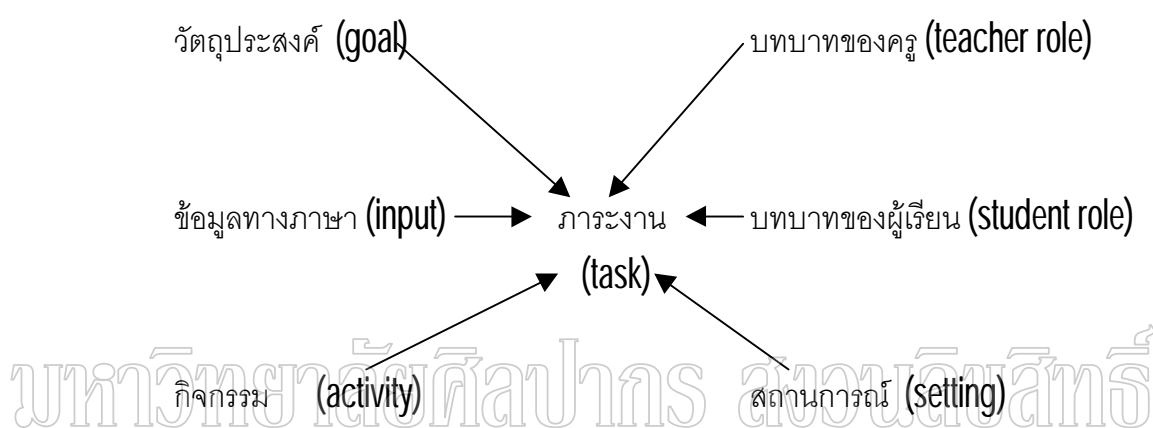 วัตถุประสงค์ (goal) บทบาทของครู (teacher role)
ข้อมูลทางภาษา (input) ภาระงาน บทบาทของผู้เรียน (student role)
(task)
กิจกรรม (activity) สถานการณ์ (setting)
มหาวิทยาลัยศิลปากร สงวนลิขสิทธิ์